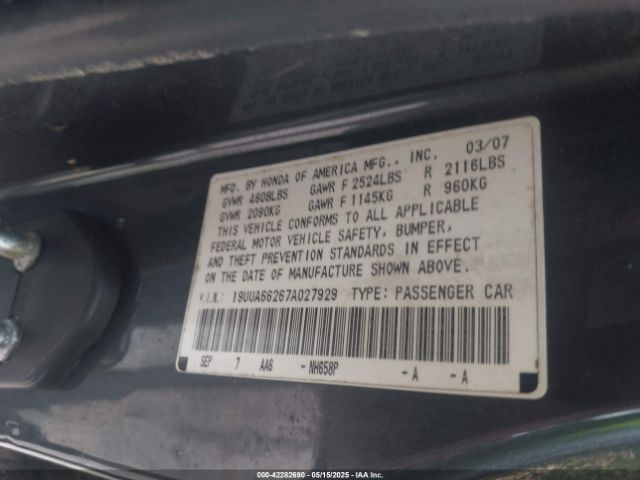 MFD. BY HONDA OF AMERICA MFG., INC. 03/07
GVWR 4608LBS GAWR F 2524LBS R 2116LBS
GVWR 2090KG GAWR F 1145KG R 960KG
THIS VEHICLE CONFORMS TO ALL APPLICABLE
FEDERAL MOTOR VEHICLE SAFETY, BUMPER,
AND THEFT PREVENTION STANDARDS IN EFFECT
ON THE DATE OF MANUFACTURE SHOWN ABOVE.
V.I.N.: 19UUA66267A027929 TYPE: PASSENGER CAR
SEP 7 AA6 - NH658P -A -A
000-42282690 - 05/15/2025 - IAA Inc.